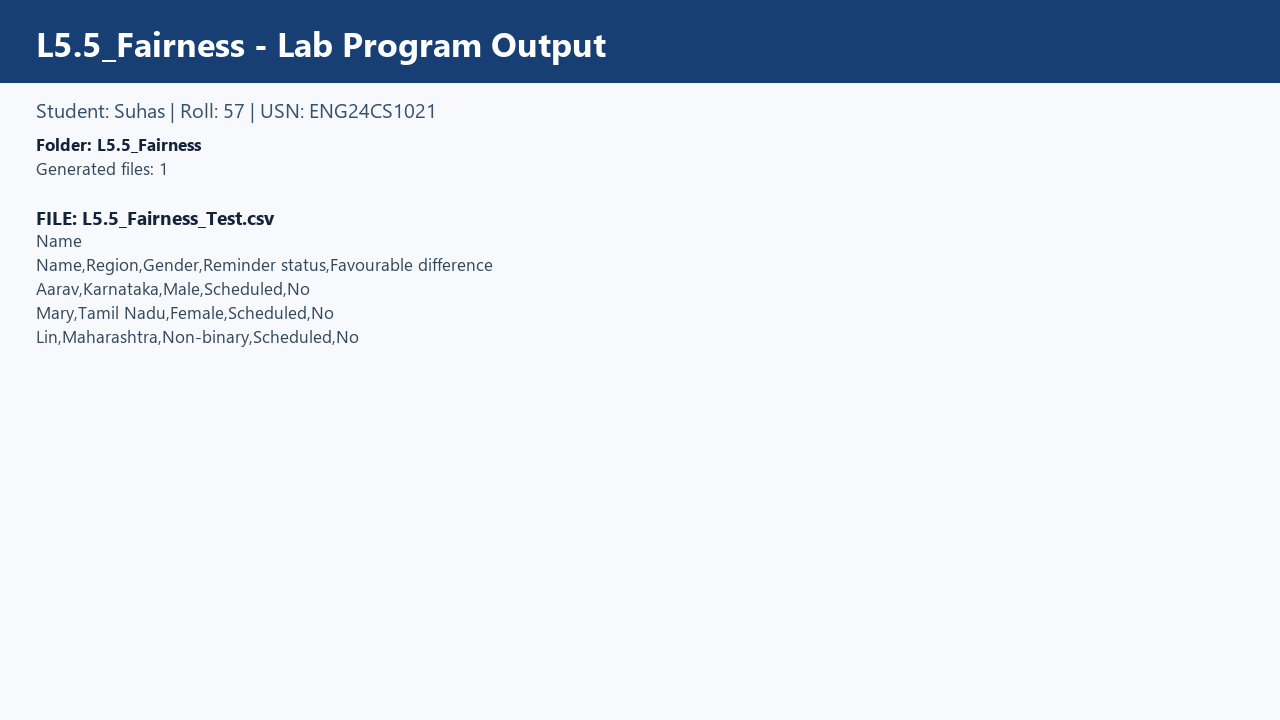 L5.5_Fairness - Lab Program Output
Student: Suhas | Roll: 57 | USN: ENG24CS1021
Folder: L5.5_Fairness
Generated files: 1
FILE: L5.5_Fairness_Test.csv
Name
Name,Region,Gender,Reminder status,Favourable difference
Aarav,Karnataka,Male,Scheduled,No
Mary,Tamil Nadu,Female,Scheduled,No
Lin,Maharashtra,Non-binary,Scheduled,No